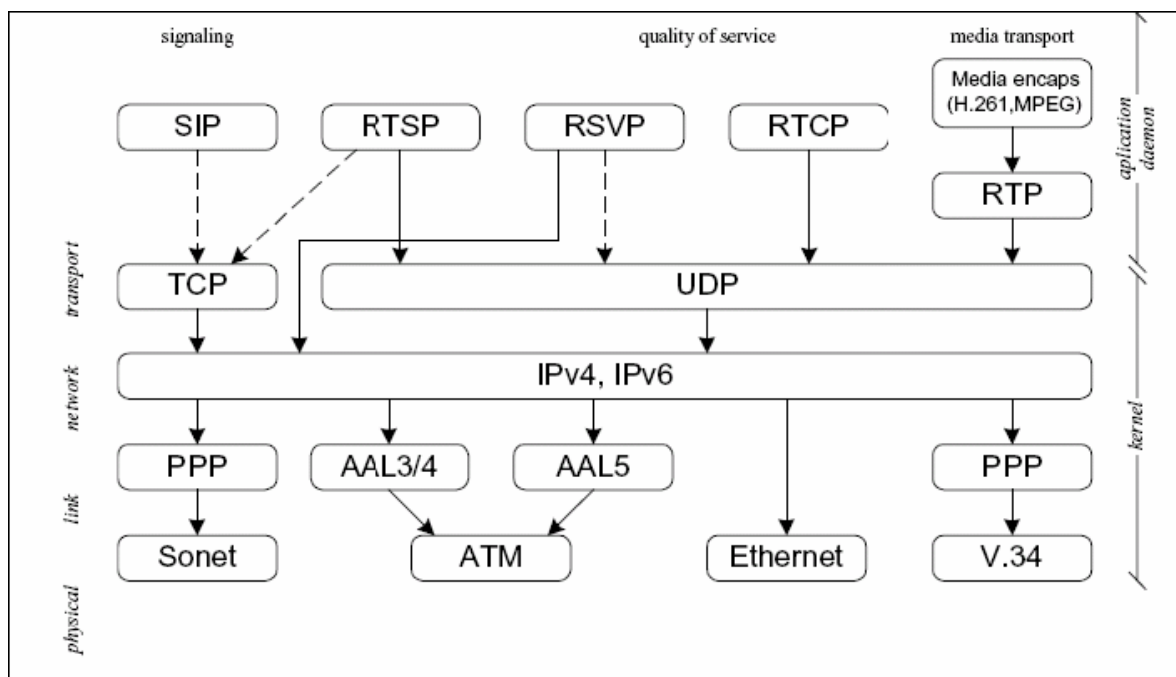 signaling
quality of service
media transport
Media encaps
(H.261,MPEG)
SIP
RTSP
RSVP
RTCP
aplication
daemon
RTP
transport
TCP
UDP
network
IPv4, IPv6
kernel
PPP
AAL3/4
AAL5
PPP
link
Sonet
ATM
Ethernet
V.34
physical